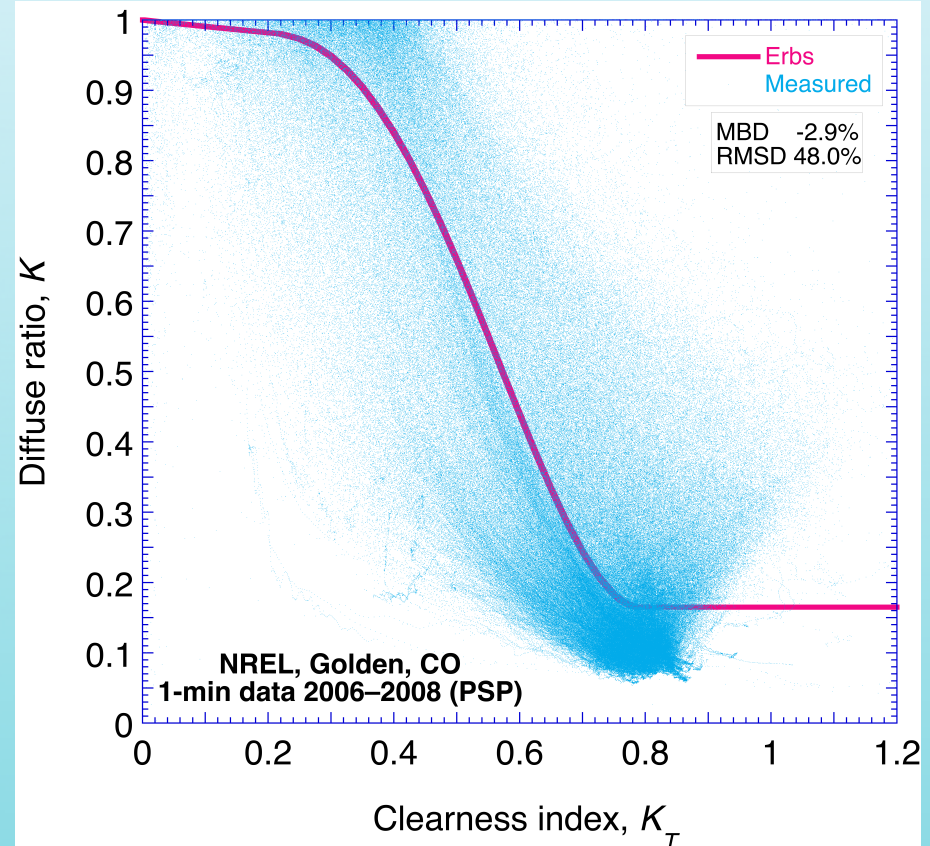 1
0.9
0.8
0.7
0.6
0.5
0.4
0.3
0.2
0.1
0
Diffuse ratio, K
Erbs
Measured
MBD -2.9%
RMSD 48.0%
NREL, Golden, CO
1-min data 2006–2008 (PSP)
0 0.2 0.4 0.6 0.8 1 1.2
Clearness index, K_T